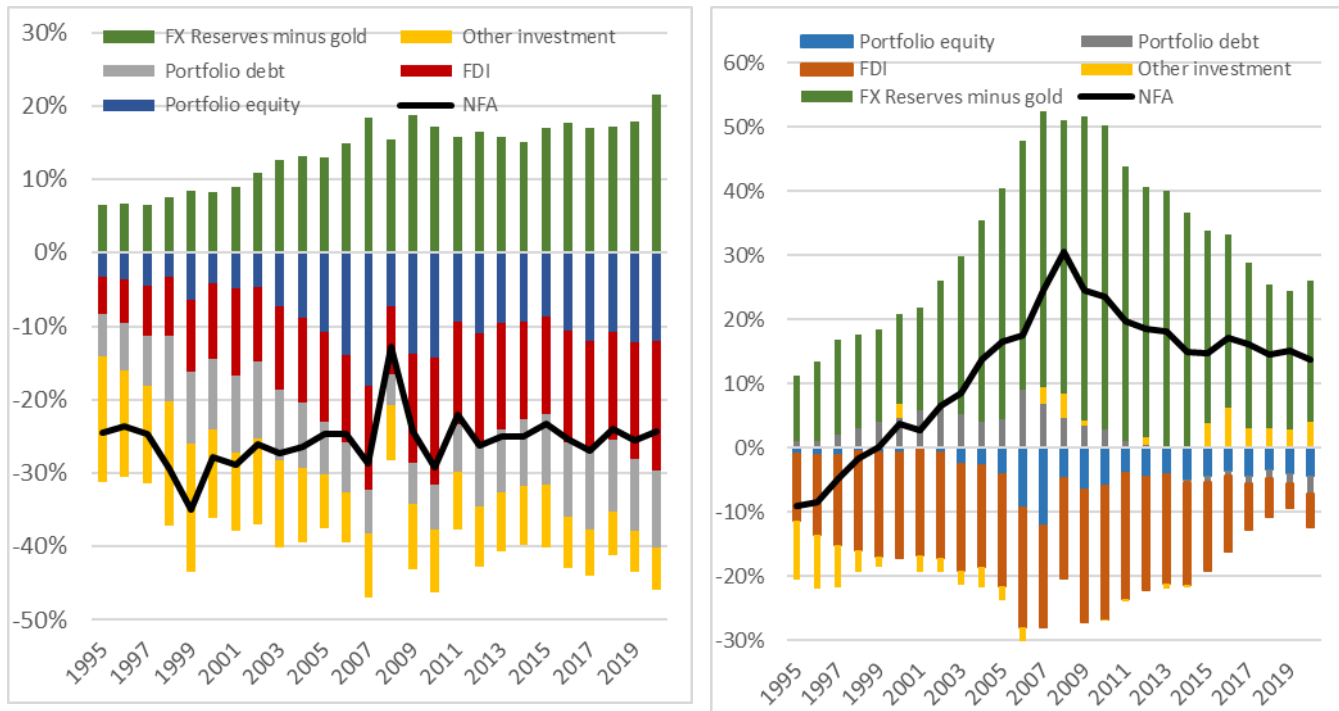 30%
FX Reserves minus gold Other investment
Portfolio debt FDI
20%
Portfolio equity NFA
10%
0%
-10%
-20%
-30%
-40%
-50%
1995 1997 1999 2001 2003 2005 2007 2009 2011 2013 2015 2017 2019
Portfolio equity Portfolio debt
60%
FDI Other investment
FX Reserves minus gold NFA
50%
40%
30%
20%
10%
0%
-10%
-20%
-30%
1995 1997 1999 2001 2003 2005 2007 2009 2011 2013 2015 2017 2019